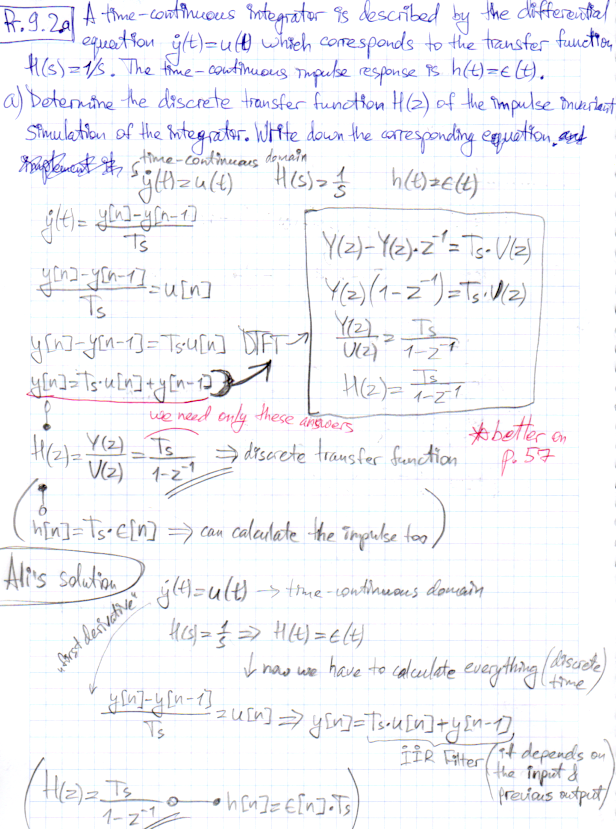 A.9.2a) A time-continuous integrator is described by the differential
equation ẏ(t)=u(t) which corresponds to the transfer function
H(s)=1/s. The time-continuous impulse response is h(t)=ε(t).
a) Determine the discrete transfer function H(z) of the impulse invariant
simulation of the integrator. Write down the corresponding equation, and
implement it.
time-continuous domain
ẏ(t)=u(t) H(s)=1/s h(t)=ε(t)
ẏ(t)= (y[n]-y[n-1])/Ts
(y[n]-y[n-1])/Ts = u[n]
y[n]-y[n-1]=Ts·u[n] DTFT →
y[n]=Ts·u[n]+y[n-1]
Y(z)-Y(z)·z⁻¹=Ts·U(z)
Y(z)(1-z⁻¹)=Ts·U(z)
Y(z)/U(z) = Ts/(1-z⁻¹)
H(z)= Ts/(1-z⁻¹)
we need only these answers
H(z)= Y(z)/U(z) = Ts/(1-z⁻¹) ⇒ discrete transfer function
* better on
p. 57
(h[n]=Ts·ε[n] ⇒ can calculate the impulse too)
Ali's solution
ẏ(t)=u(t) → time-continuous domain
"first derivative"
H(s)=1/s ⇒ H(t)=ε(t)
↓ now we have to calculate everything (discrete
time)
(y[n]-y[n-1])/Ts = u[n] ⇒ y[n]=Ts·u[n]+y[n-1]
IIR Filter (it depends on
the input &
previous output)
(H(z)= Ts/(1-z⁻¹) ○—● h[n]=ε[n]·Ts)